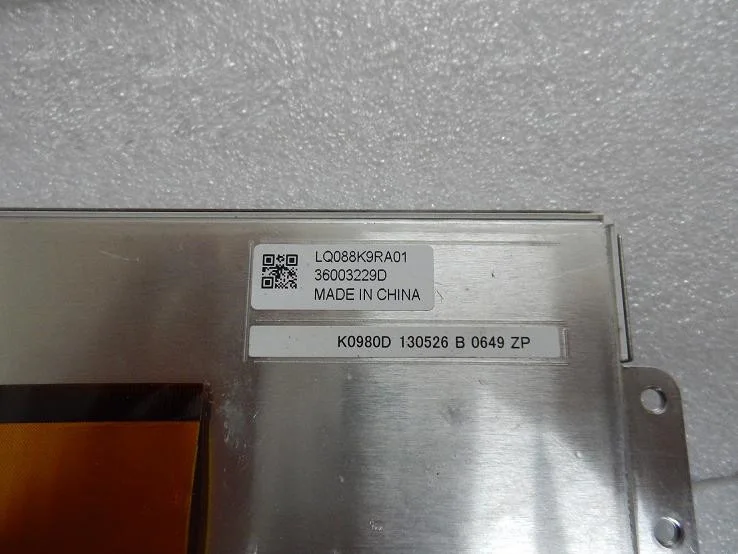 LQ088K9RA01
36003229D
MADE IN CHINA
K0980D 130526 B 0649 ZP